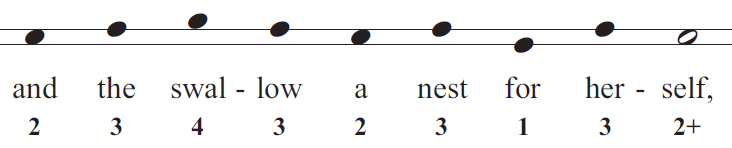 and the swal - low a nest for her - self,
2 3 4 3 2 3 1 3 2+